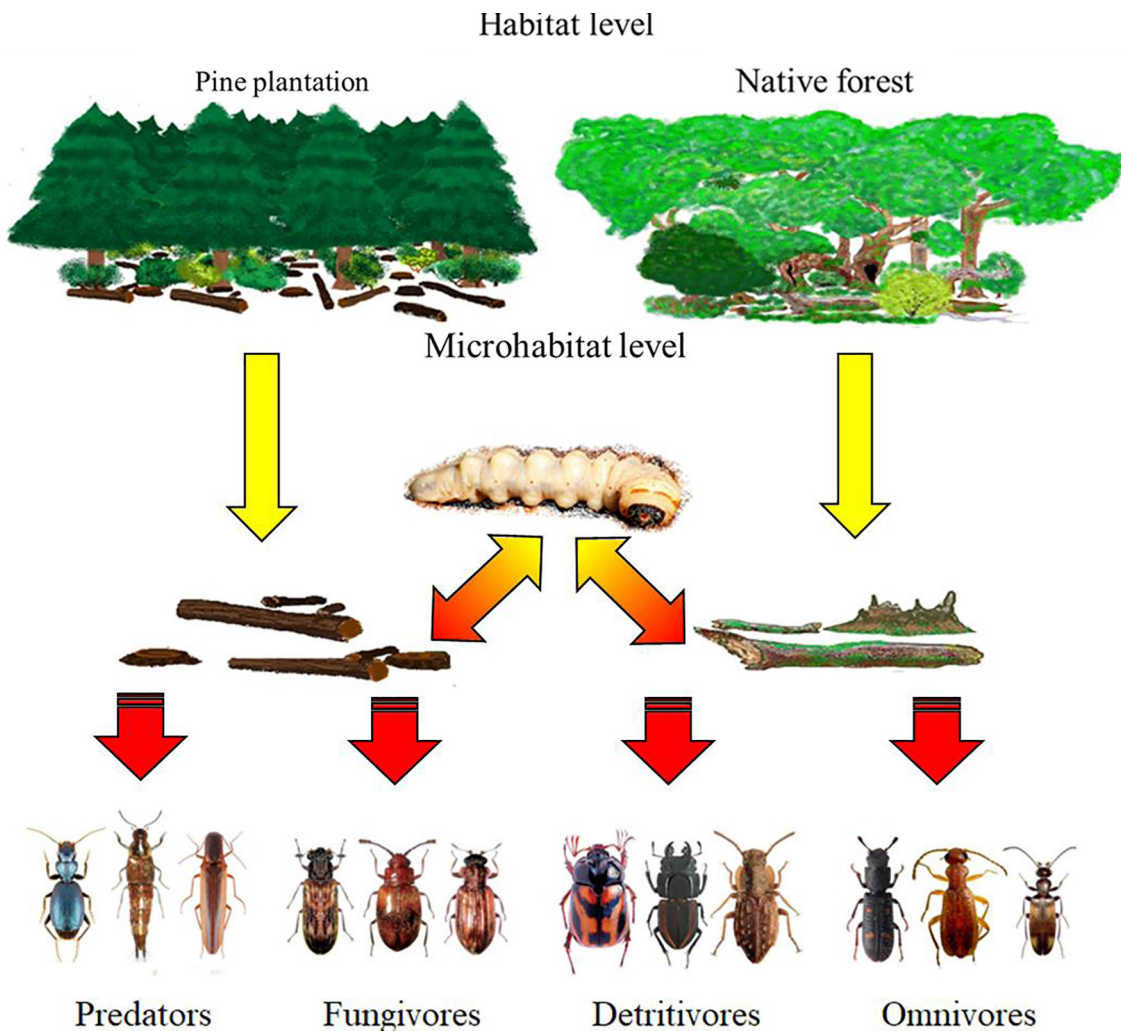 Habitat level
Pine plantation
Native forest
Microhabitat level
Predators
Fungivores
Detritivores
Omnivores